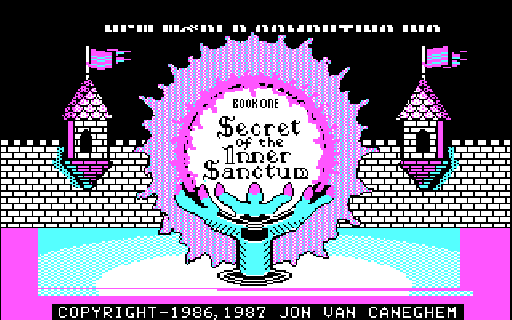 BOOK ONE
Secret
of the
Inner
Sanctum
COPYRIGHT-1986,1987 JON VAN CANEGHEM